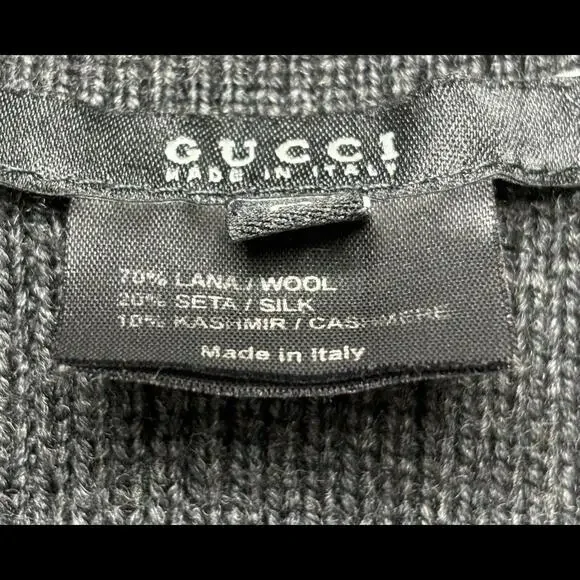 GUCCI
MADE IN ITALY
70% LANA / WOOL
20% SETA / SILK
10% KASHMIR / CASHMERE
Made in Italy